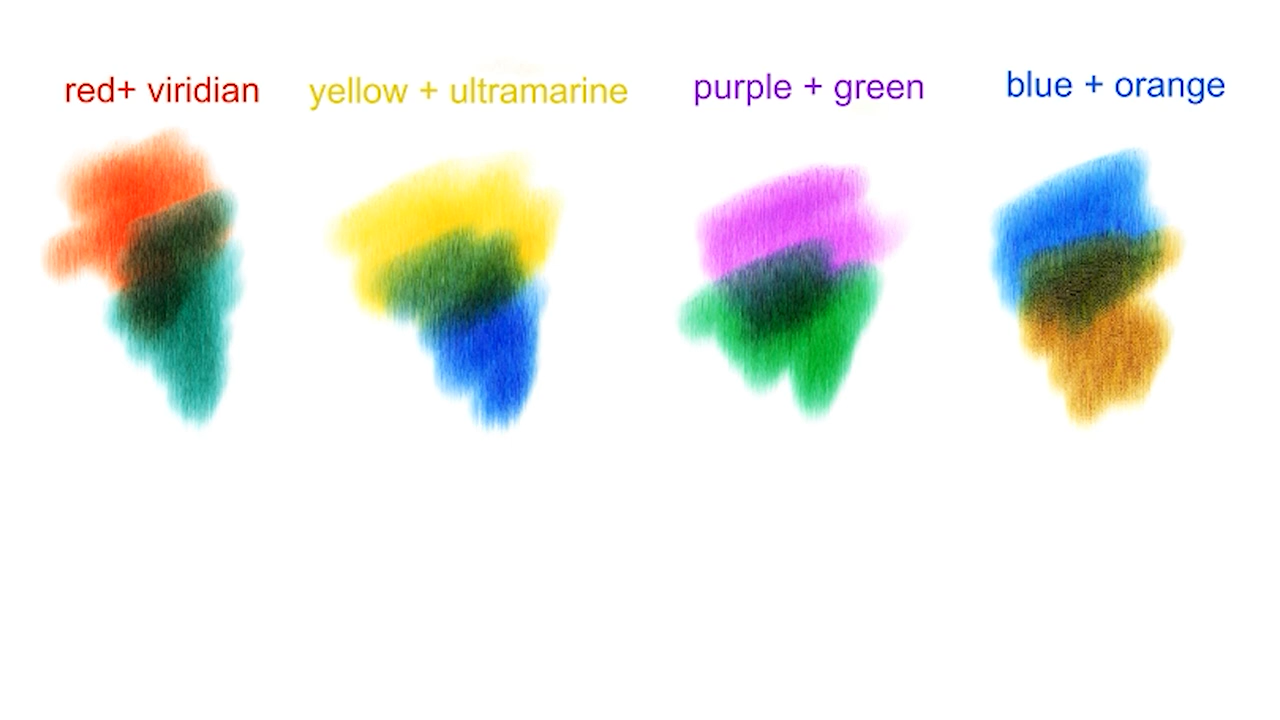 red+ viridian
yellow + ultramarine
purple + green
blue + orange